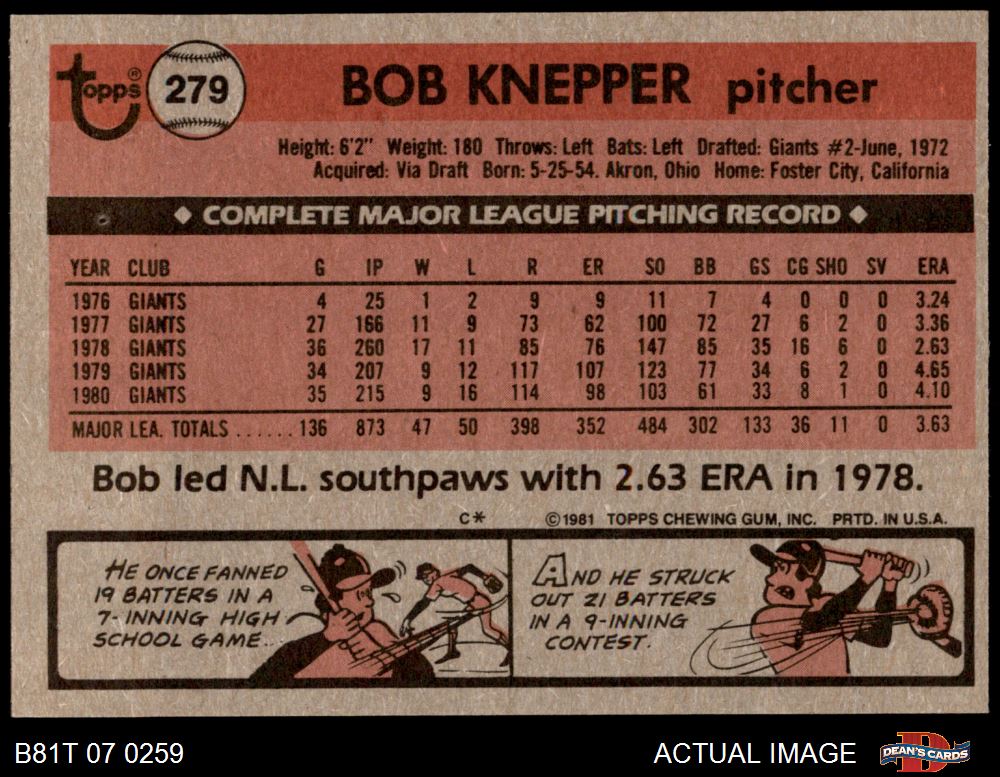 Topps®
279
BOB KNEPPER pitcher
Height: 6'2" Weight: 180 Throws: Left Bats: Left Drafted: Giants #2-June, 1972
Acquired: Via Draft Born: 5-25-54. Akron, Ohio Home: Foster City, California
◆ COMPLETE MAJOR LEAGUE PITCHING RECORD ◆
YEAR CLUB G IP W L R ER SO BB GS CG SHO SV ERA
1976 GIANTS 4 25 1 2 9 9 11 7 4 0 0 0 3.24
1977 GIANTS 27 166 11 9 73 62 100 72 27 6 2 0 3.36
1978 GIANTS 36 260 17 11 85 76 147 85 35 16 6 0 2.63
1979 GIANTS 34 207 9 12 117 107 123 77 34 6 2 0 4.65
1980 GIANTS 35 215 9 16 114 98 103 61 33 8 1 0 4.10
MAJOR LEA. TOTALS ...... 136 873 47 50 398 352 484 302 133 36 11 0 3.63
Bob led N.L. southpaws with 2.63 ERA in 1978.
C* ©1981 TOPPS CHEWING GUM, INC. PRTD. IN U.S.A.
HE ONCE FANNED
19 BATTERS IN A
7-INNING HIGH
SCHOOL GAME...
AND HE STRUCK
OUT 21 BATTERS
IN A 9-INNING
CONTEST.
B81T 07 0259 ACTUAL IMAGE
DEAN'S CARDS